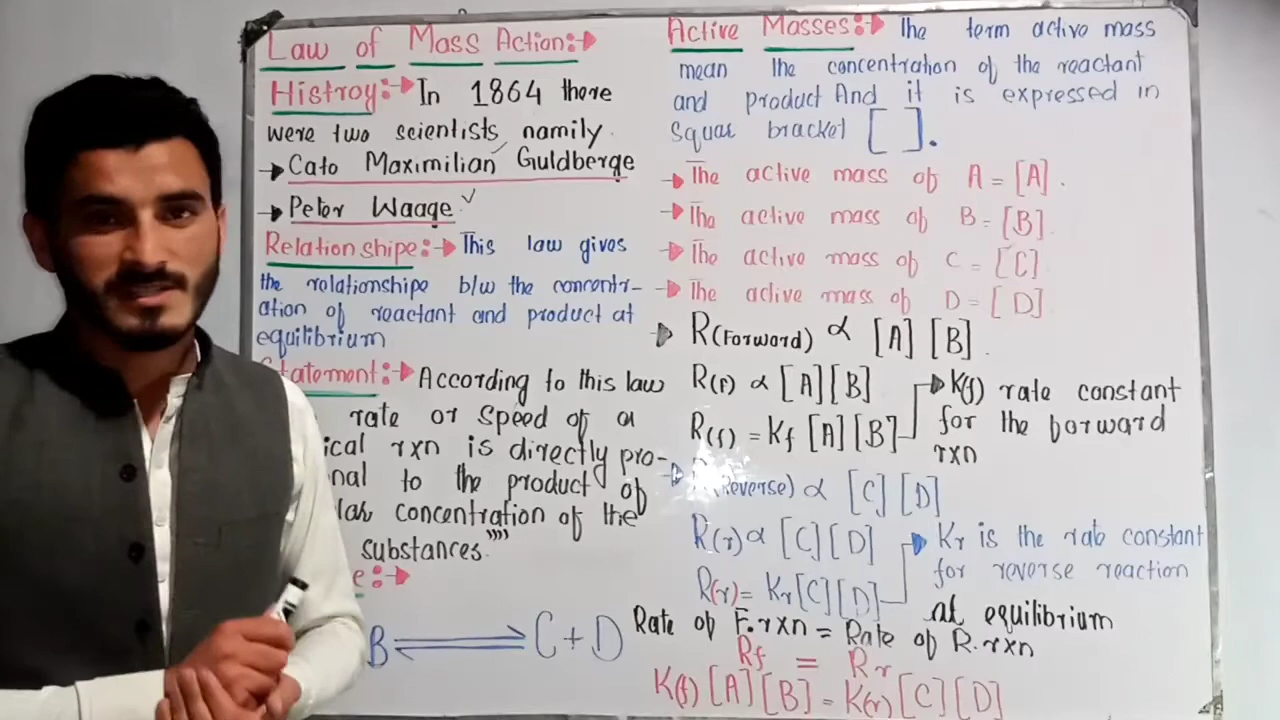 Law of Mass Action:-
Histroy:- In 1864 there
were two scientists namily
Cato Maximilian Guldberge
Peter Waage
Relationshipe:- This law gives
the relationshipe b/w the concentr-
ation of reactant and product at
equilibrium
Statement:- According to this law
rate or speed of a
ical rxn is directly pro-
nal to the product of
lar concentration of the
substances.””
e:-
B ⇌ C + D
Active Masses:- The term active mass
mean the concentration of the reactant
and product And it is expressed in
Squar bracket [ ].
The active mass of A = [A].
The active mass of B = [B].
The active mass of C = [C]
The active mass of D = [D]
R(Forward) ∝ [A] [B].
R(f) ∝ [A][B]
R(f) = Kf [A][B]
K(f) rate constant
for the forward
rxn
(Reverse) ∝ [C] [D]
R(r) ∝ [C][D]
R(r) = Kr[C][D]
Kr is the rate constant
for reverse reaction
at equilibrium
Rate of F.rxn = Rate of R.rxn
Rf = Rr
K(f) [A][B] = K(r) [C][D]